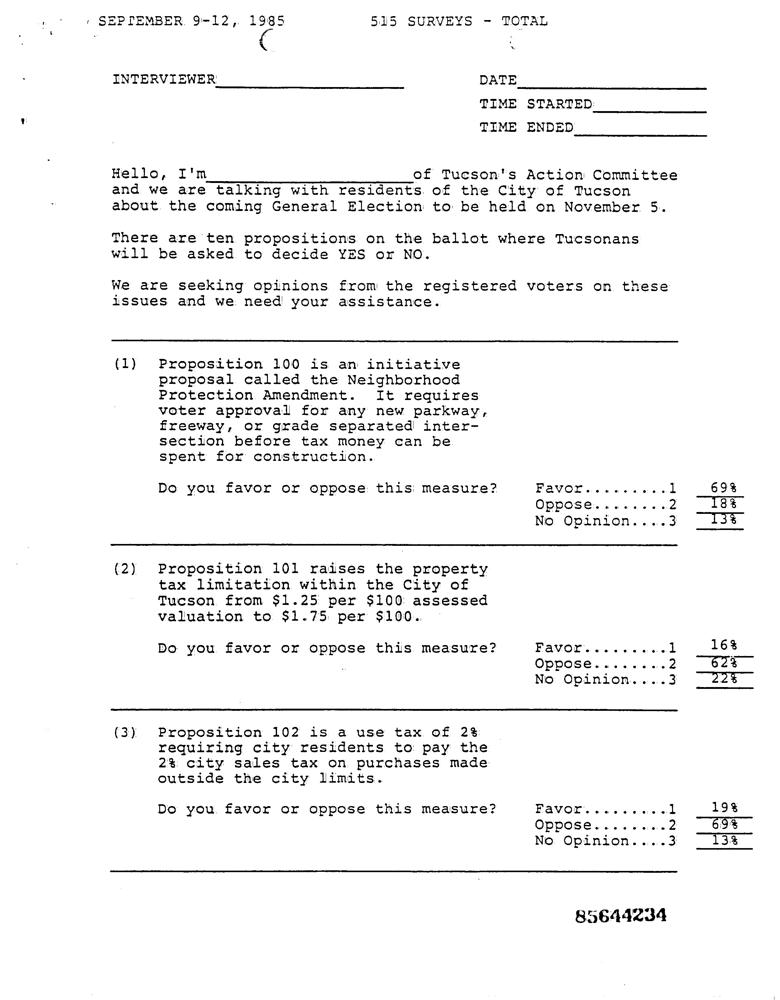 SEPTEMBER 9-12, 1985 515 SURVEYS - TOTAL
INTERVIEWER____________________ DATE____________________
TIME STARTED____________
TIME ENDED______________
Hello, I'm______________________of Tucson's Action Committee
and we are talking with residents of the City of Tucson
about the coming General Election to be held on November 5.
There are ten propositions on the ballot where Tucsonans
will be asked to decide YES or NO.
We are seeking opinions from the registered voters on these
issues and we need your assistance.
(1) Proposition 100 is an initiative
proposal called the Neighborhood
Protection Amendment. It requires
voter approval for any new parkway,
freeway, or grade separated inter-
section before tax money can be
spent for construction.
Do you favor or oppose this measure? Favor.........1 69%
Oppose........2 18%
No Opinion....3 13%
(2) Proposition 101 raises the property
tax limitation within the City of
Tucson from $1.25 per $100 assessed
valuation to $1.75 per $100.
Do you favor or oppose this measure? Favor.........1 16%
Oppose........2 62%
No Opinion....3 22%
(3) Proposition 102 is a use tax of 2%
requiring city residents to pay the
2% city sales tax on purchases made
outside the city limits.
Do you favor or oppose this measure? Favor.........1 19%
Oppose........2 69%
No Opinion....3 13%
85644234